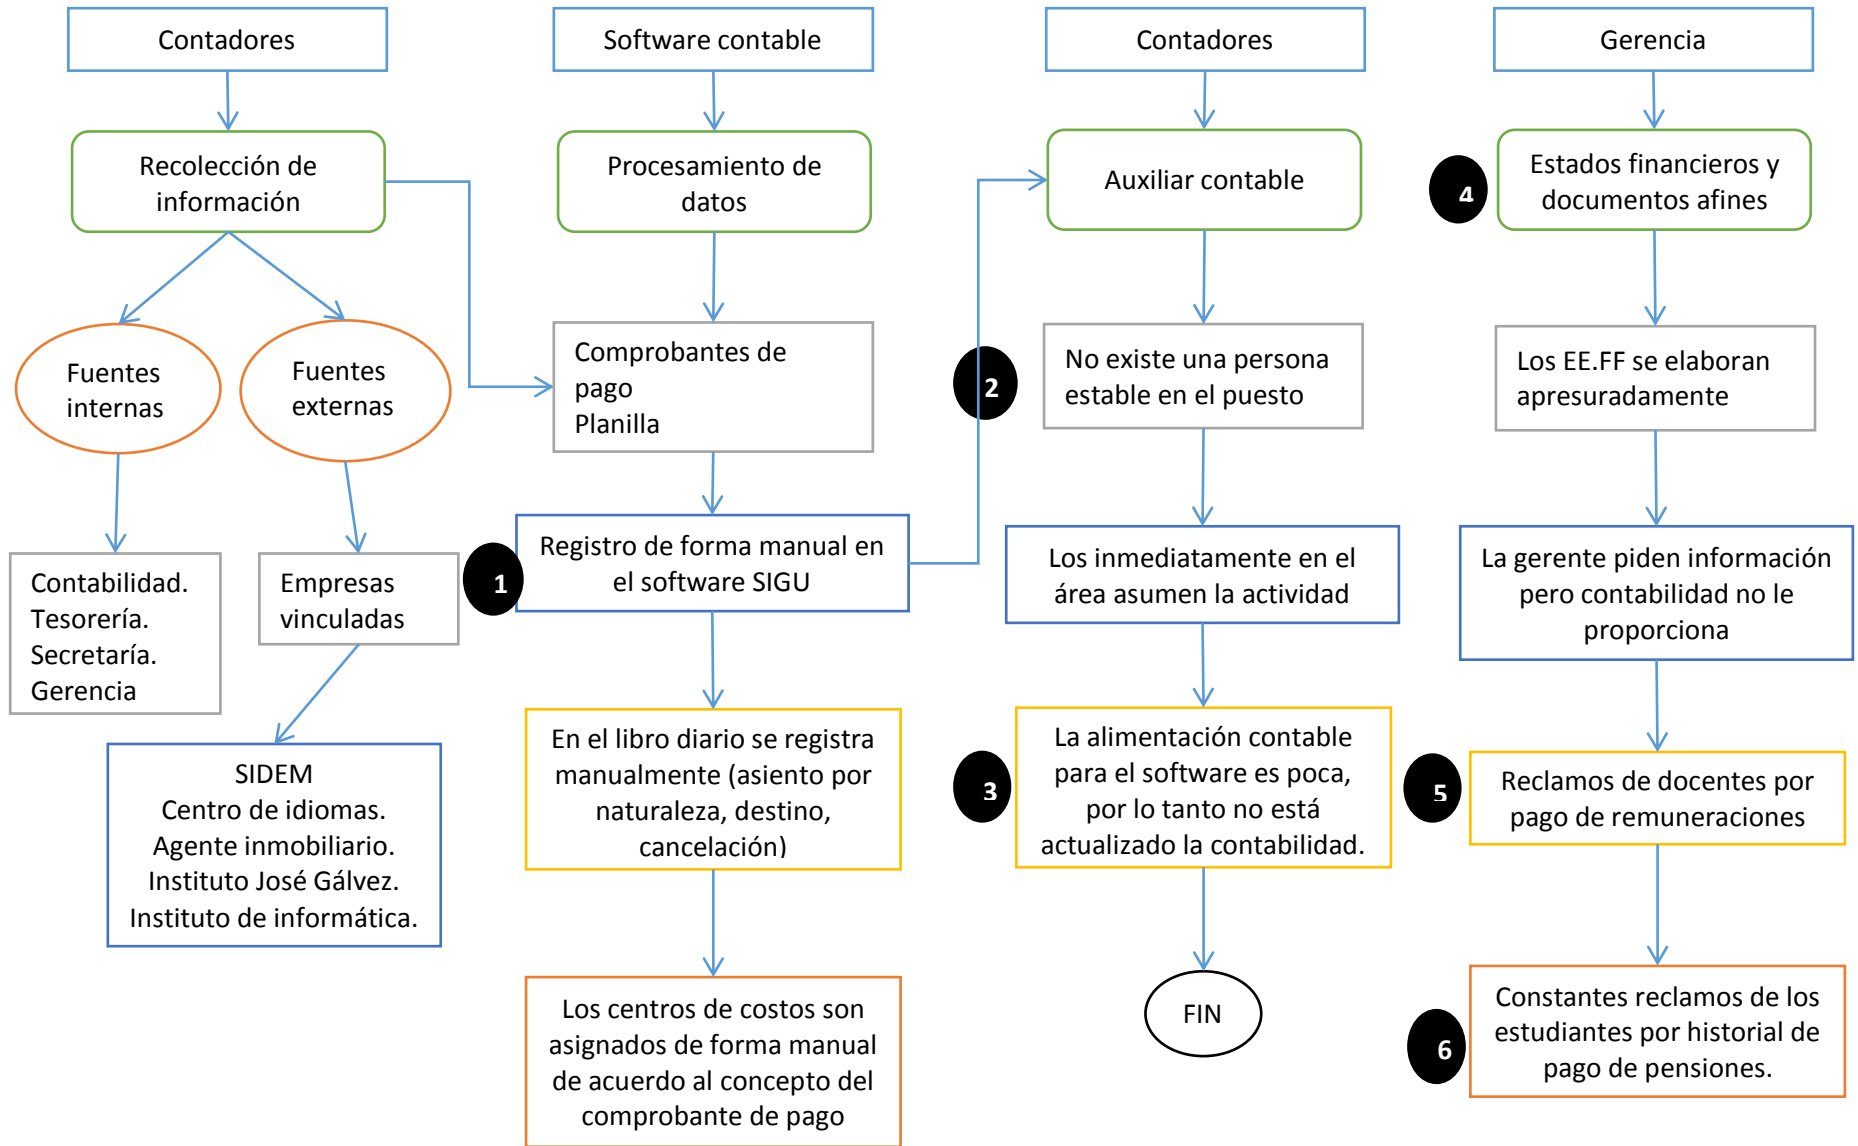 Contadores
Recolección de
información
Fuentes
internas
Fuentes
externas
Contabilidad.
Tesorería.
Secretaría.
Gerencia
Empresas
vinculadas
SIDEM
Centro de idiomas.
Agente inmobiliario.
Instituto José Gálvez.
Instituto de informática.
Software contable
Procesamiento de
datos
Comprobantes de
pago
Planilla
1
Registro de forma manual en
el software SIGU
En el libro diario se registra
manualmente (asiento por
naturaleza, destino,
cancelación)
Los centros de costos son
asignados de forma manual
de acuerdo al concepto del
comprobante de pago
Contadores
Auxiliar contable
2
No existe una persona
estable en el puesto
Los inmediatamente en el
área asumen la actividad
3
La alimentación contable
para el software es poca,
por lo tanto no está
actualizado la contabilidad.
FIN
Gerencia
4
Estados financieros y
documentos afines
Los EE.FF se elaboran
apresuradamente
La gerente piden información
pero contabilidad no le
proporciona
5
Reclamos de docentes por
pago de remuneraciones
6
Constantes reclamos de los
estudiantes por historial de
pago de pensiones.